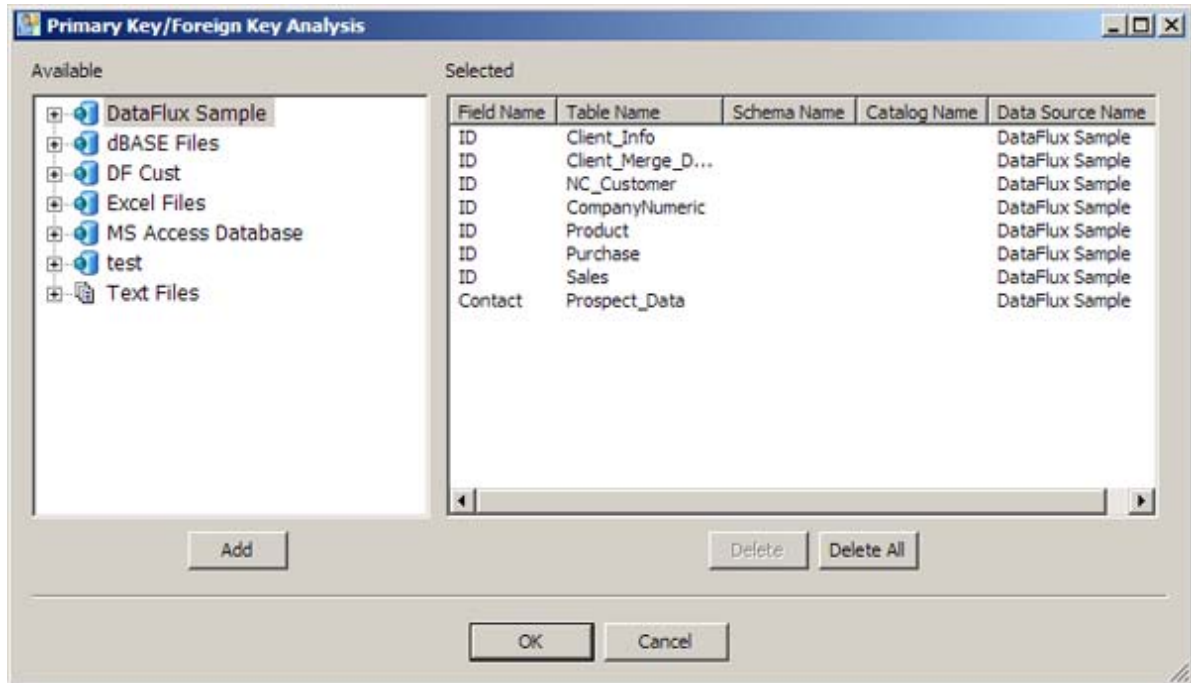 Primary Key/Foreign Key Analysis
Available
DataFlux Sample
dBASE Files
DF Cust
Excel Files
MS Access Database
test
Text Files
Add
Selected
Field Name Table Name Schema Name Catalog Name Data Source Name
ID Client_Info DataFlux Sample
ID Client_Merge_D... DataFlux Sample
ID NC_Customer DataFlux Sample
ID CompanyNumeric DataFlux Sample
ID Product DataFlux Sample
ID Purchase DataFlux Sample
ID Sales DataFlux Sample
Contact Prospect_Data DataFlux Sample
Delete Delete All
OK Cancel